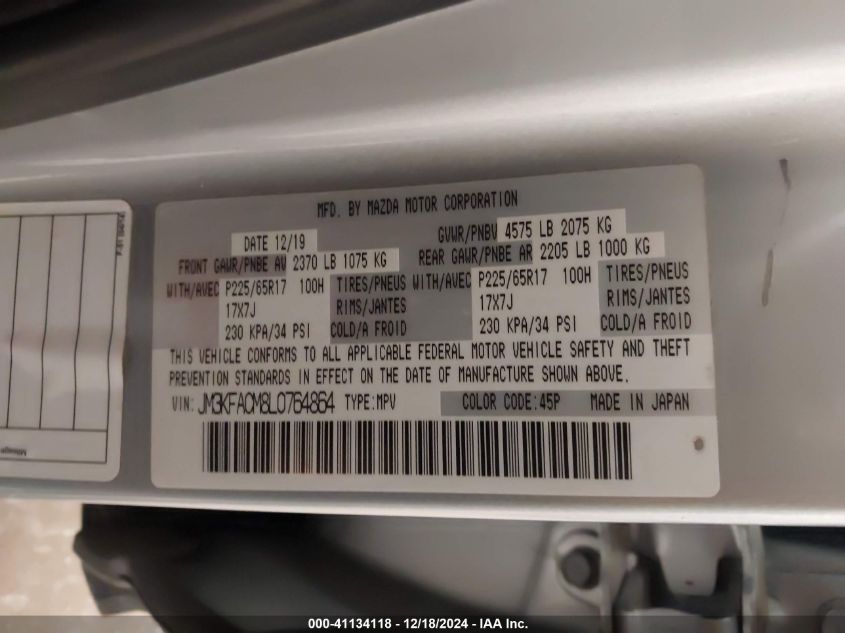 MFD. BY MAZDA MOTOR CORPORATION
DATE 12/19 GVWR/PNBV 4575 LB 2075 KG
FRONT GAWR/PNBE AV 2370 LB 1075 KG REAR GAWR/PNBE AR 2205 LB 1000 KG
WITH/AVEC P225/65R17 100H TIRES/PNEUS WITH/AVEC P225/65R17 100H TIRES/PNEUS
17X7J RIMS/JANTES 17X7J RIMS/JANTES
230 KPA/34 PSI COLD/A FROID 230 KPA/34 PSI COLD/A FROID
THIS VEHICLE CONFORMS TO ALL APPLICABLE FEDERAL MOTOR VEHICLE SAFETY AND THEFT
PREVENTION STANDARDS IN EFFECT ON THE DATE OF MANUFACTURE SHOWN ABOVE.
VIN: JM3KFACM8L0764864 TYPE:MPV COLOR CODE:45P MADE IN JAPAN
Mileage
000-41134118 - 12/18/2024 - IAA Inc.